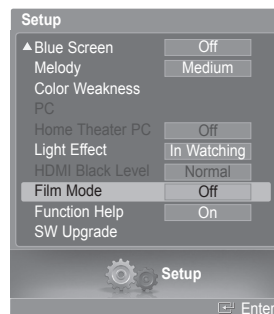 Setup
▲Blue Screen Off
Melody Medium
Color Weakness
PC
Home Theater PC Off
Light Effect In Watching
HDMI Black Level Normal
Film Mode Off
Function Help On
SW Upgrade
Setup
Enter